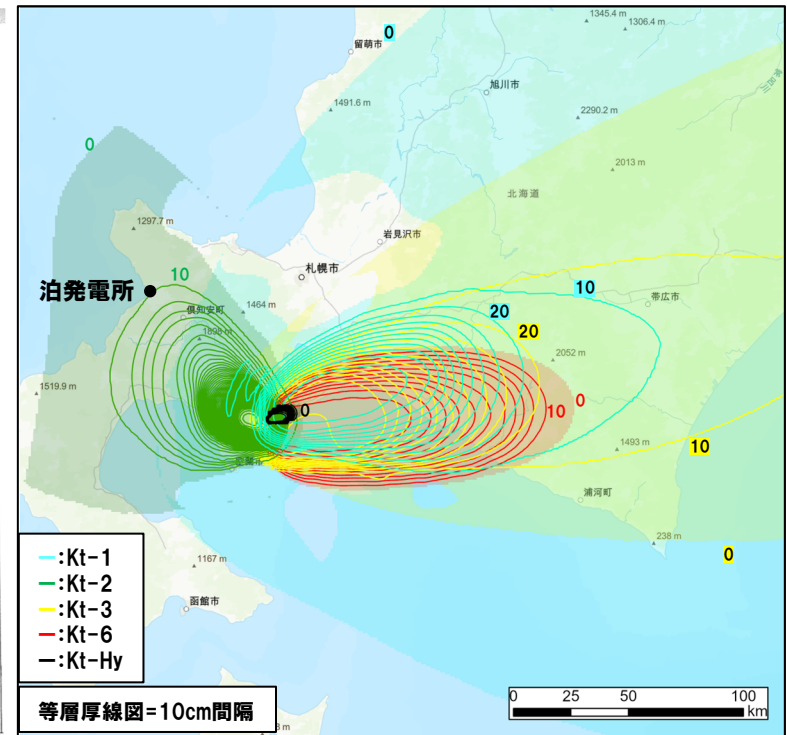 0
1345.4 m
1306.4 m
留萌市
旭川市
1491.6 m
2290.2 m
0
2013 m
北海道
1297.7 m
岩見沢市
10
札幌市
泊発電所
10
帯広市
倶知安町
1464 m
20
20
2052 m
1519.9 m
0
10
0
10
1493 m
浦河町
238 m
0
:Kt-1
:Kt-2
:Kt-3
:Kt-6
:Kt-Hy
1167 m
函館市
等層厚線図=10cm間隔
0 25 50 100
km